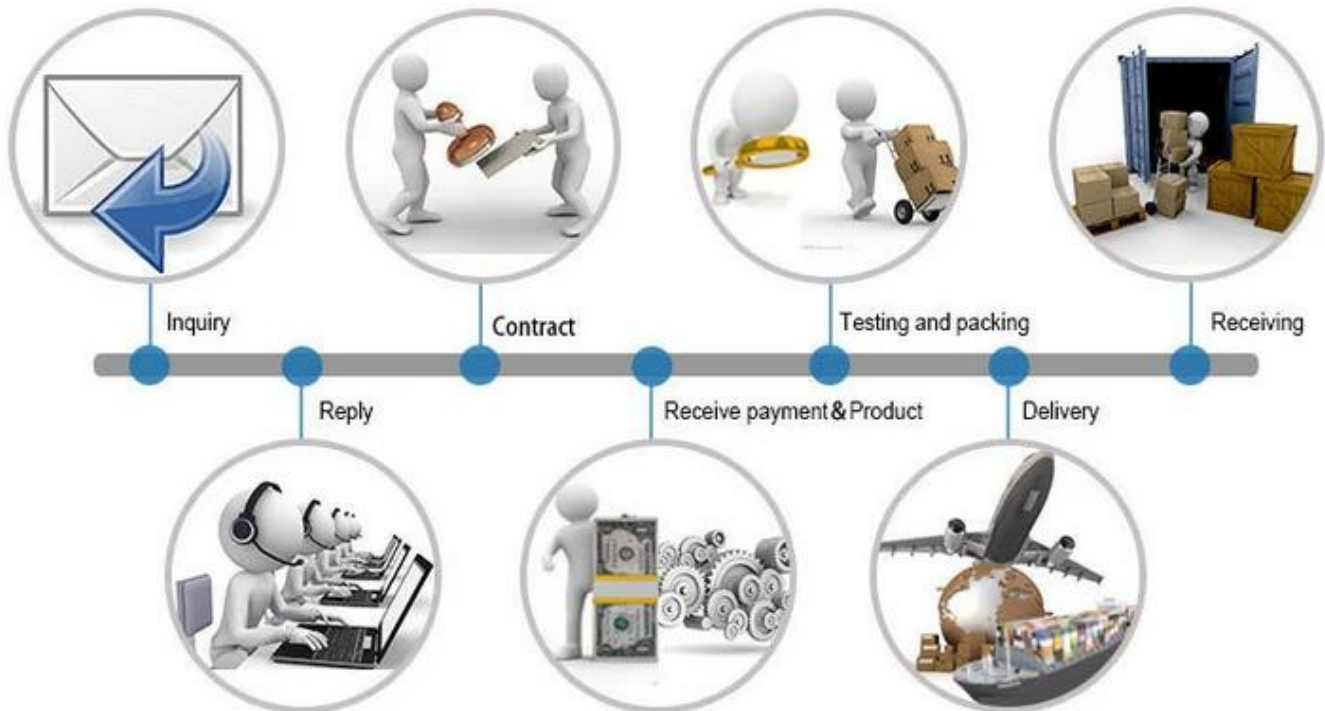 Inquiry
Reply
Contract
Receive payment & Product
Testing and packing
Delivery
Receiving